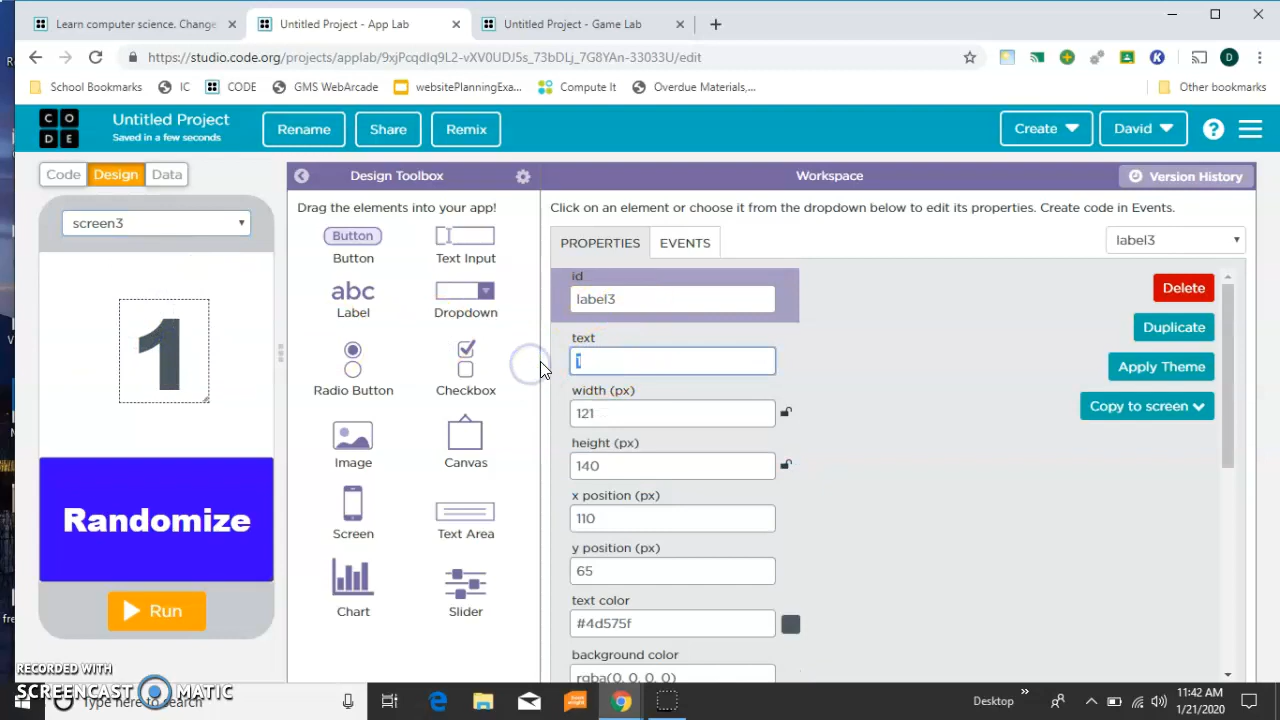 Learn computer science. Change
Untitled Project - App Lab
Untitled Project - Game Lab
https://studio.code.org/projects/applab/9xjPcqdIq9L2-vXV0UDJ5s_73bDLj_7G8YAn-33033U/edit
D
School Bookmarks
IC
CODE
GMS WebArcade
websitePlanningExa...
Compute It
Overdue Materials,...
Other bookmarks
C O D E
Untitled Project
Saved in a few seconds
Rename
Share
Remix
Create
David
?
Code
Design
Data
Design Toolbox
Workspace
Version History
screen3
1
Randomize
Run
Drag the elements into your app!
Button
Button
Text Input
abc
Label
Dropdown
Radio Button
Checkbox
Image
Canvas
Screen
Text Area
Chart
Slider
Click on an element or choose it from the dropdown below to edit its properties. Create code in Events.
PROPERTIES
EVENTS
label3
id
label3
text
1
width (px)
121
height (px)
140
x position (px)
110
y position (px)
65
text color
#4d575f
background color
rgba(0, 0, 0, 0)
Delete
Duplicate
Apply Theme
Copy to screen
RECORDED WITH
SCREENCAST MATIC
Type here to search
Desktop
11:42 AM
1/21/2020